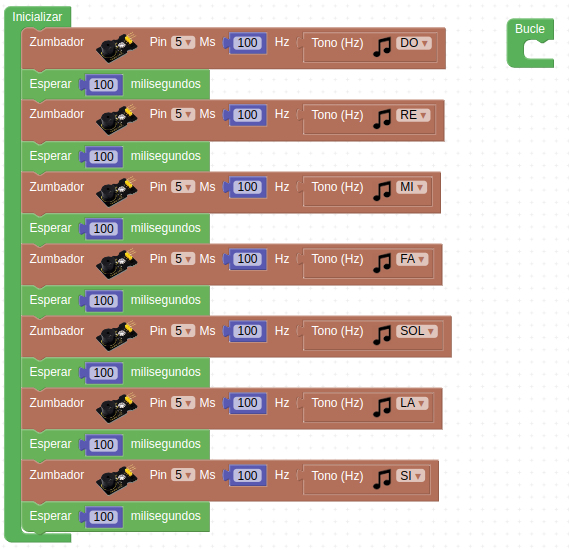 Inicializar
Bucle
Zumbador Pin 5 Ms 100 Hz Tono (Hz) DO
Esperar 100 milisegundos
Zumbador Pin 5 Ms 100 Hz Tono (Hz) RE
Esperar 100 milisegundos
Zumbador Pin 5 Ms 100 Hz Tono (Hz) MI
Esperar 100 milisegundos
Zumbador Pin 5 Ms 100 Hz Tono (Hz) FA
Esperar 100 milisegundos
Zumbador Pin 5 Ms 100 Hz Tono (Hz) SOL
Esperar 100 milisegundos
Zumbador Pin 5 Ms 100 Hz Tono (Hz) LA
Esperar 100 milisegundos
Zumbador Pin 5 Ms 100 Hz Tono (Hz) SI
Esperar 100 milisegundos